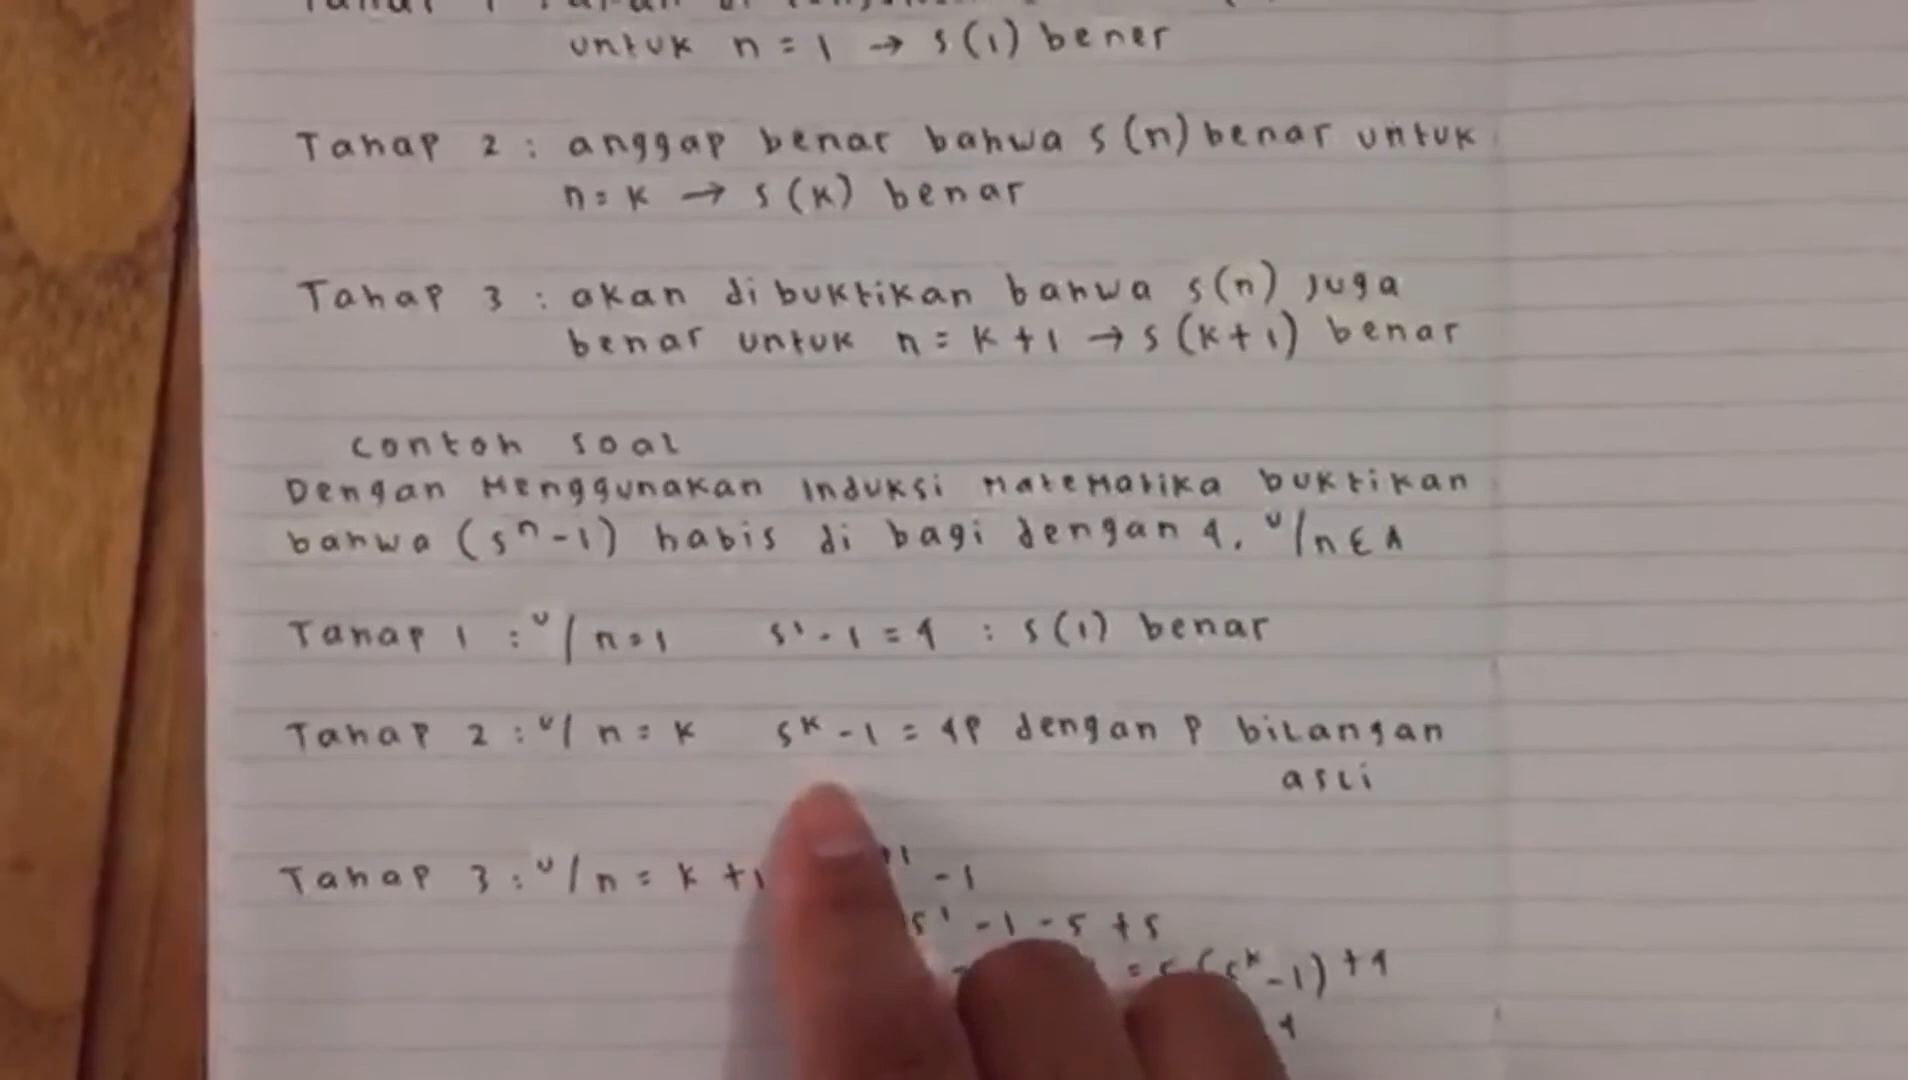 untuk n = 1 → s(1) bener
Tahap 2 : anggap benar bahwa s(n) benar untuk
n = k → s(k) benar
Tahap 3 : akan dibuktikan bahwa s(n) juga
benar untuk n = k + 1 → s(k+1) benar
contoh soal
Dengan Menggunakan Induksi Matematika buktikan
bahwa (5ⁿ-1) habis di bagi dengan 4. ᵁ/n ∈ A
Tahap 1 : ᵁ/ n = 1 5¹ - 1 = 4 : s(1) benar
Tahap 2 : ᵁ/ n = k 5ᵏ - 1 = 4p dengan p bilangan
asli
Tahap 3 : ᵁ/ n = k + 1 - 1
5¹ - 1 - 5 + 5
(5ᵏ - 1) + 4
4